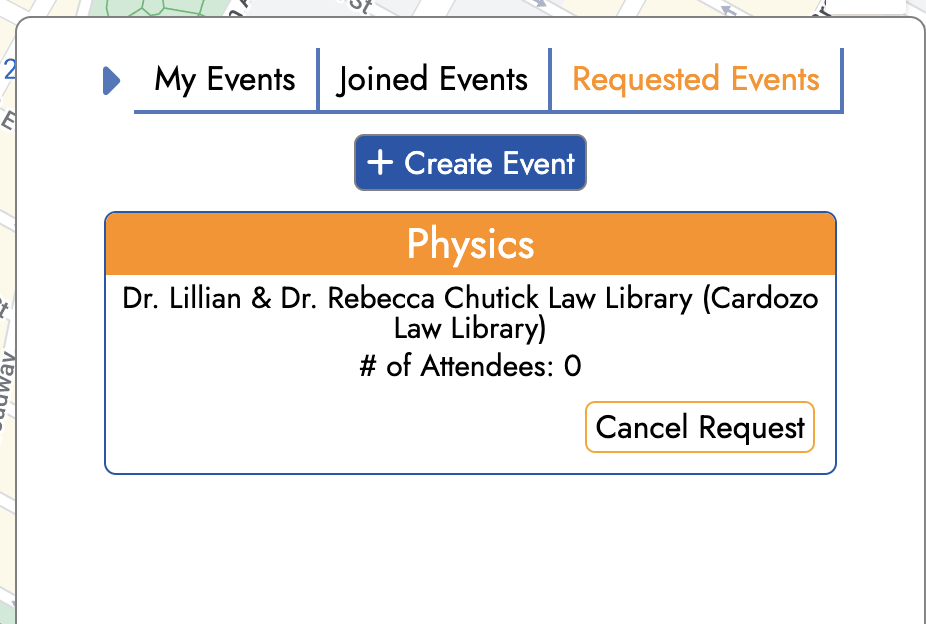 My Events
Joined Events
Requested Events
+ Create Event
Physics
Dr. Lillian & Dr. Rebecca Chutick Law Library (Cardozo
Law Library)
# of Attendees: 0
Cancel Request